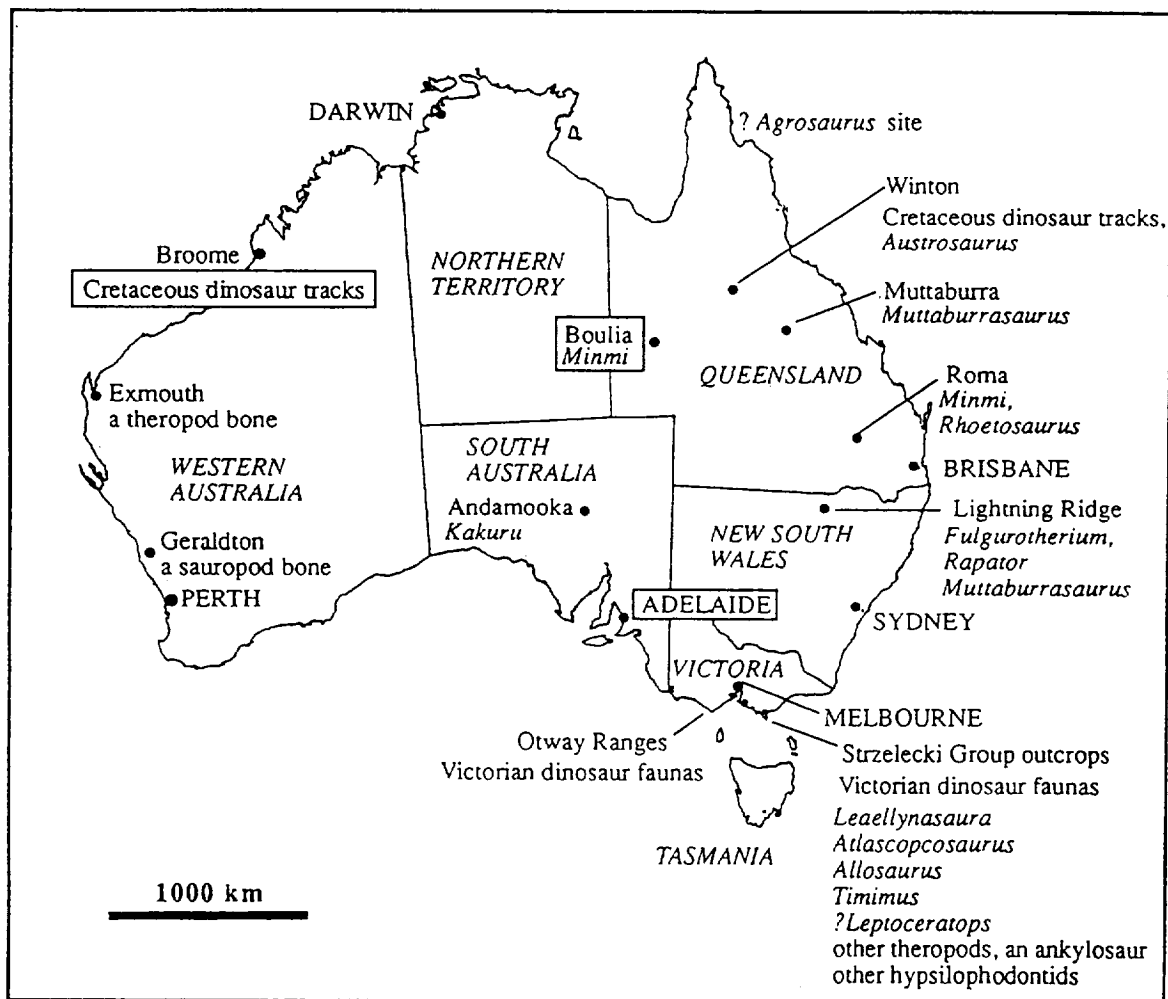 DARWIN
? Agrosaurus site
Winton
Cretaceous dinosaur tracks,
Austrosaurus
Broome
Cretaceous dinosaur tracks
NORTHERN
TERRITORY
Muttaburra
Muttaburrasaurus
Boulia
Minmi
QUEENSLAND
Exmouth
a theropod bone
Roma
Minmi,
Rhoetosaurus
WESTERN
AUSTRALIA
SOUTH
AUSTRALIA
BRISBANE
Andamooka
Kakuru
NEW SOUTH
WALES
Lightning Ridge
Fulgurotherium,
Rapator
Muttaburrasaurus
Geraldton
a sauropod bone
PERTH
ADELAIDE
SYDNEY
VICTORIA
MELBOURNE
Otway Ranges
Victorian dinosaur faunas
Strzelecki Group outcrops
Victorian dinosaur faunas
Leaellynasaura
Atlascopcosaurus
Allosaurus
Timimus
?Leptoceratops
other theropods, an ankylosaur
other hypsilophodontids
TASMANIA
1000 km